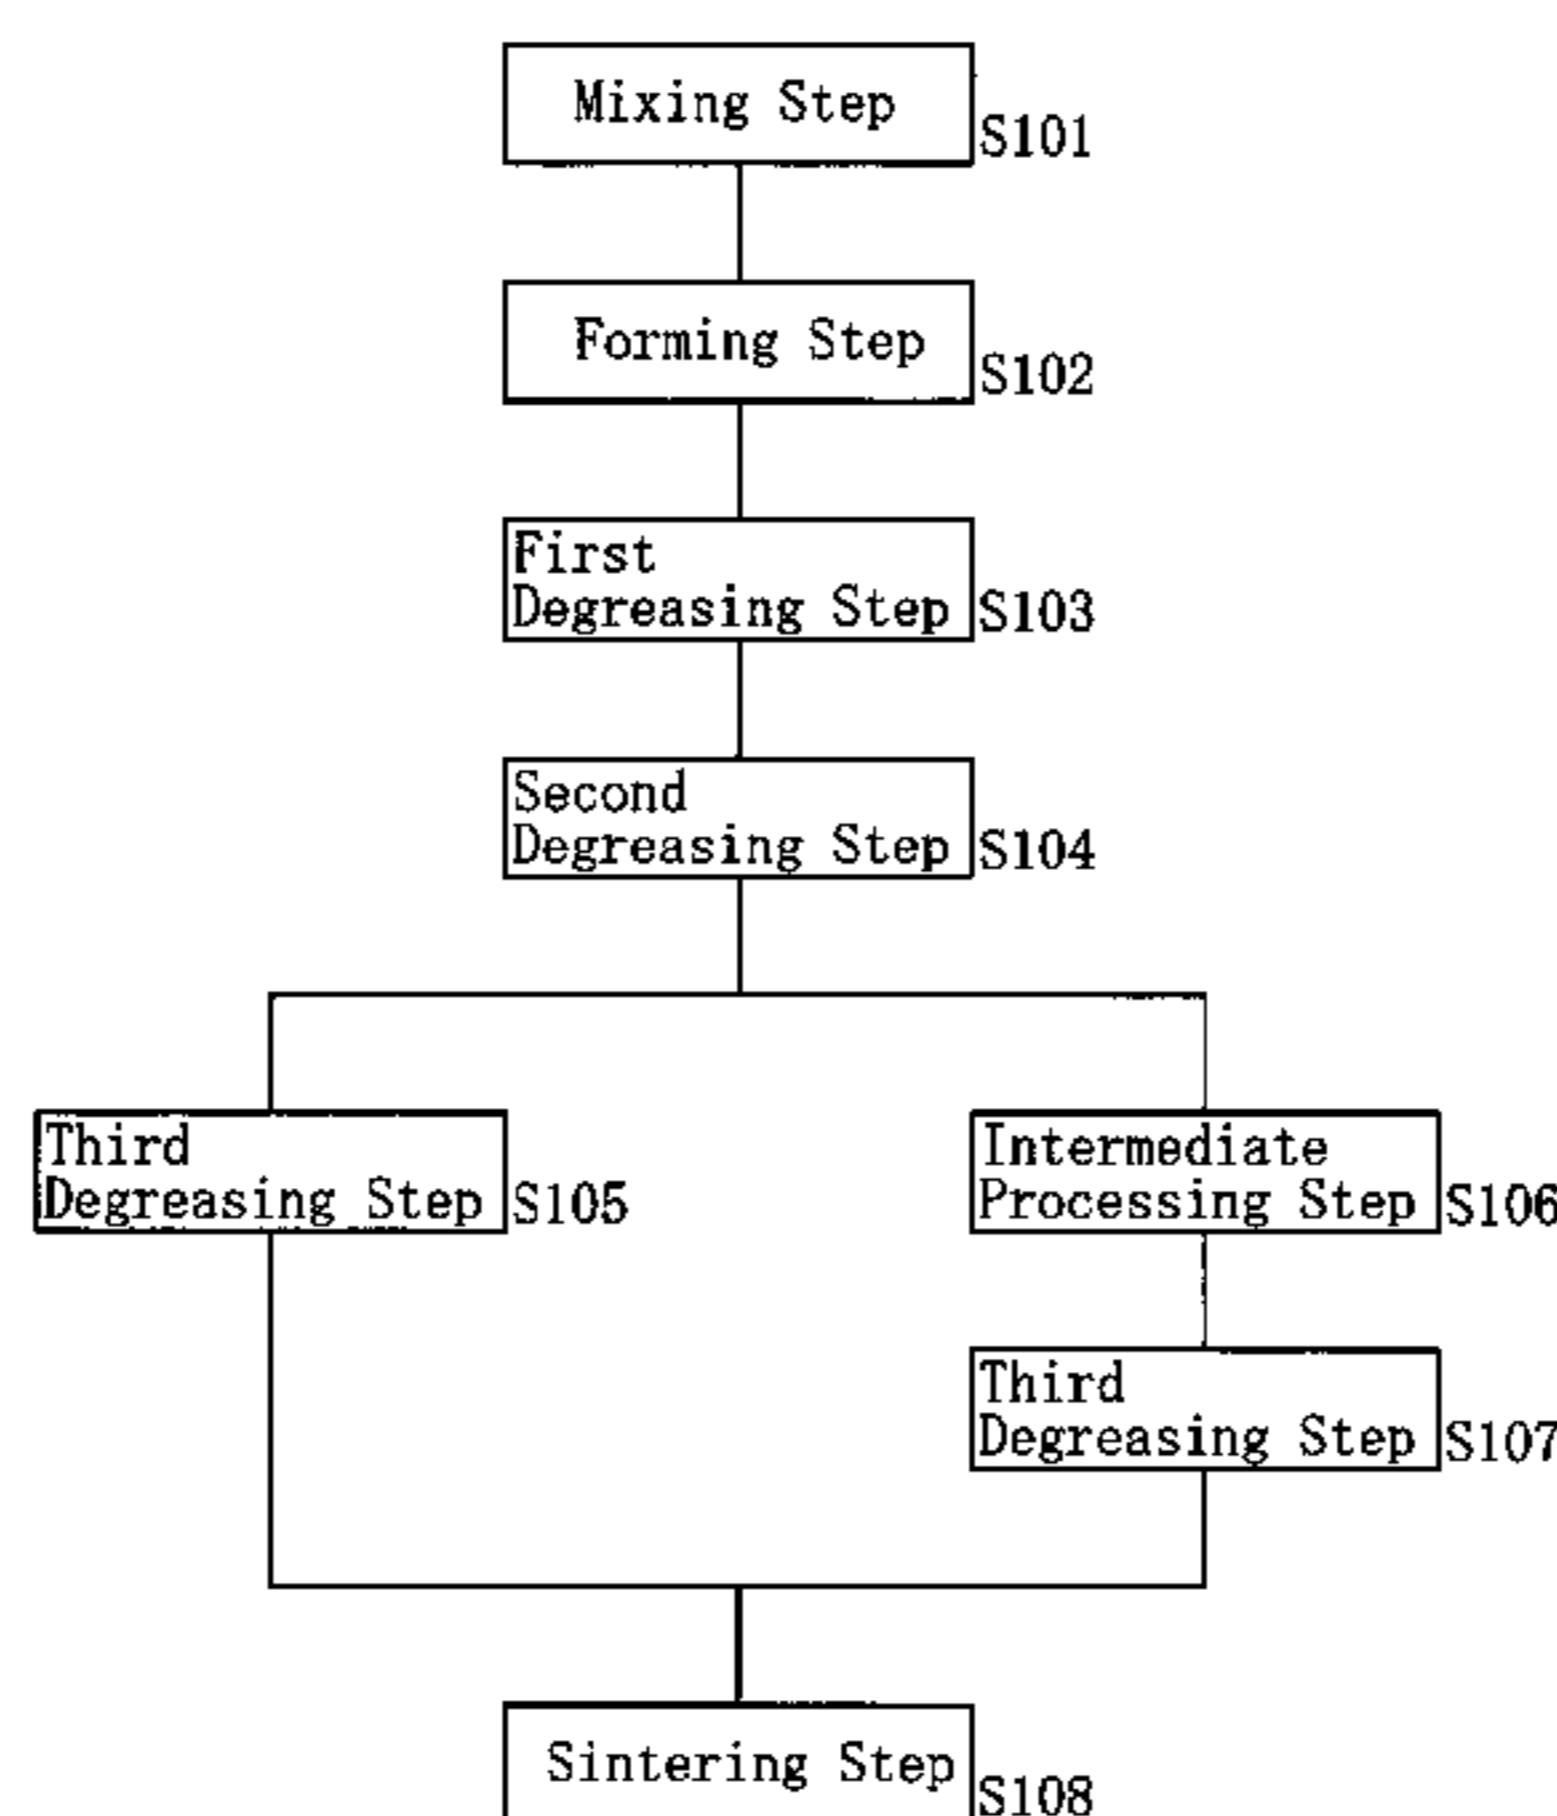 Mixing Step
S101
Forming Step
S102
First
Degreasing Step
S103
Second
Degreasing Step
S104
Third
Degreasing Step
S105
Intermediate
Processing Step
S106
Third
Degreasing Step
S107
Sintering Step
S108